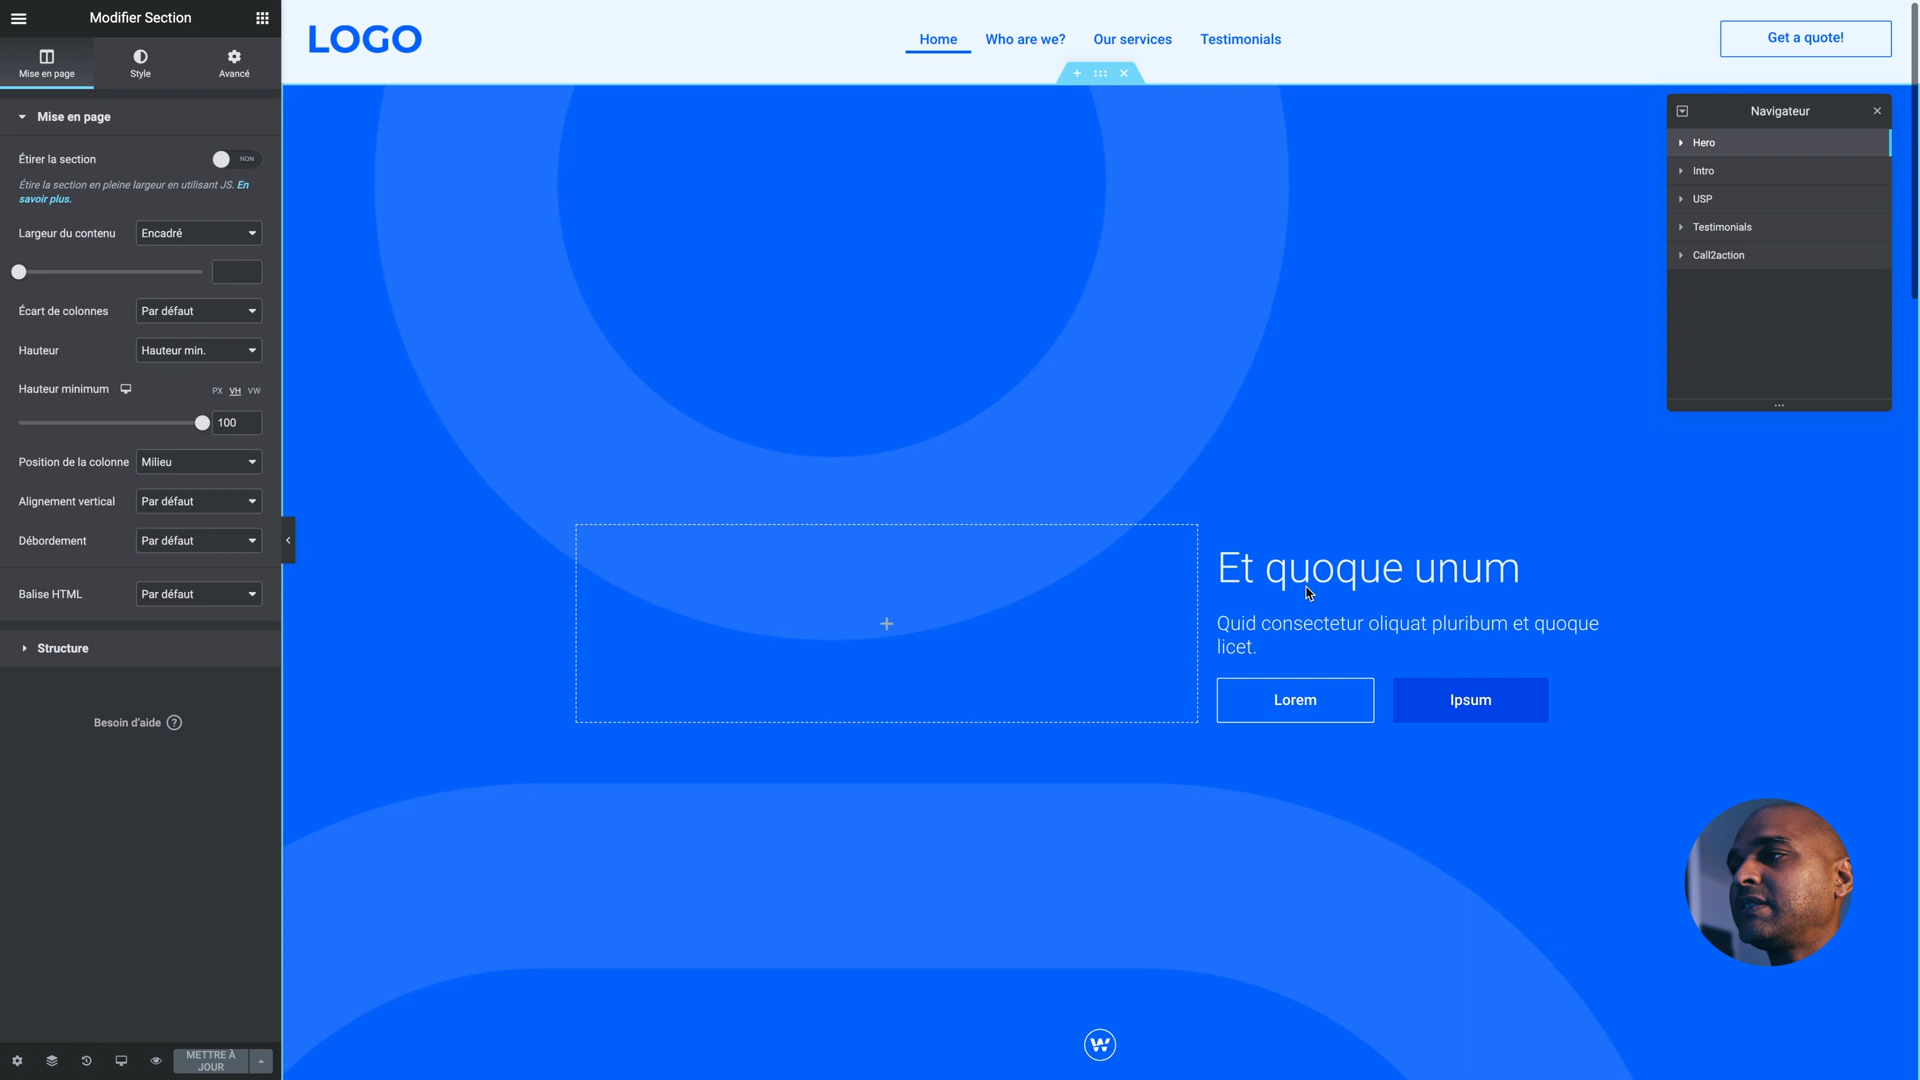 Modifier Section
Mise en page
Style
Avancé
Mise en page
Étirer la section
NON
Étire la section en pleine largeur en utilisant JS. En
savoir plus.
Largeur du contenu
Encadré
Écart de colonnes
Par défaut
Hauteur
Hauteur min.
Hauteur minimum
PX VH VW
100
Position de la colonne
Milieu
Alignement vertical
Par défaut
Débordement
Par défaut
Balise HTML
Par défaut
Structure
Besoin d'aide ?
METTRE À
JOUR
LOGO
Home
Who are we?
Our services
Testimonials
Get a quote!
Navigateur
Hero
Intro
USP
Testimonials
Call2action
Et quoque unum
Quid consectetur oliquat pluribum et quoque
licet.
Lorem
Ipsum
W